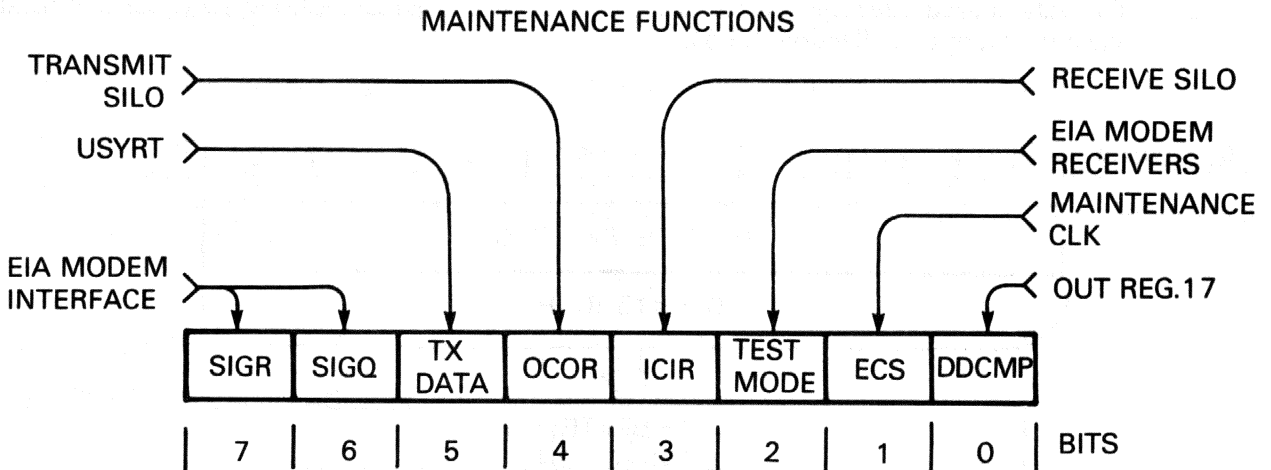 MAINTENANCE FUNCTIONS
TRANSMIT
SILO
RECEIVE SILO
USYRT
EIA MODEM
RECEIVERS
MAINTENANCE
CLK
EIA MODEM
INTERFACE
OUT REG.17
SIGR
SIGQ
TX
DATA
OCOR
ICIR
TEST
MODE
ECS
DDCMP
7 6 5 4 3 2 1 0 BITS